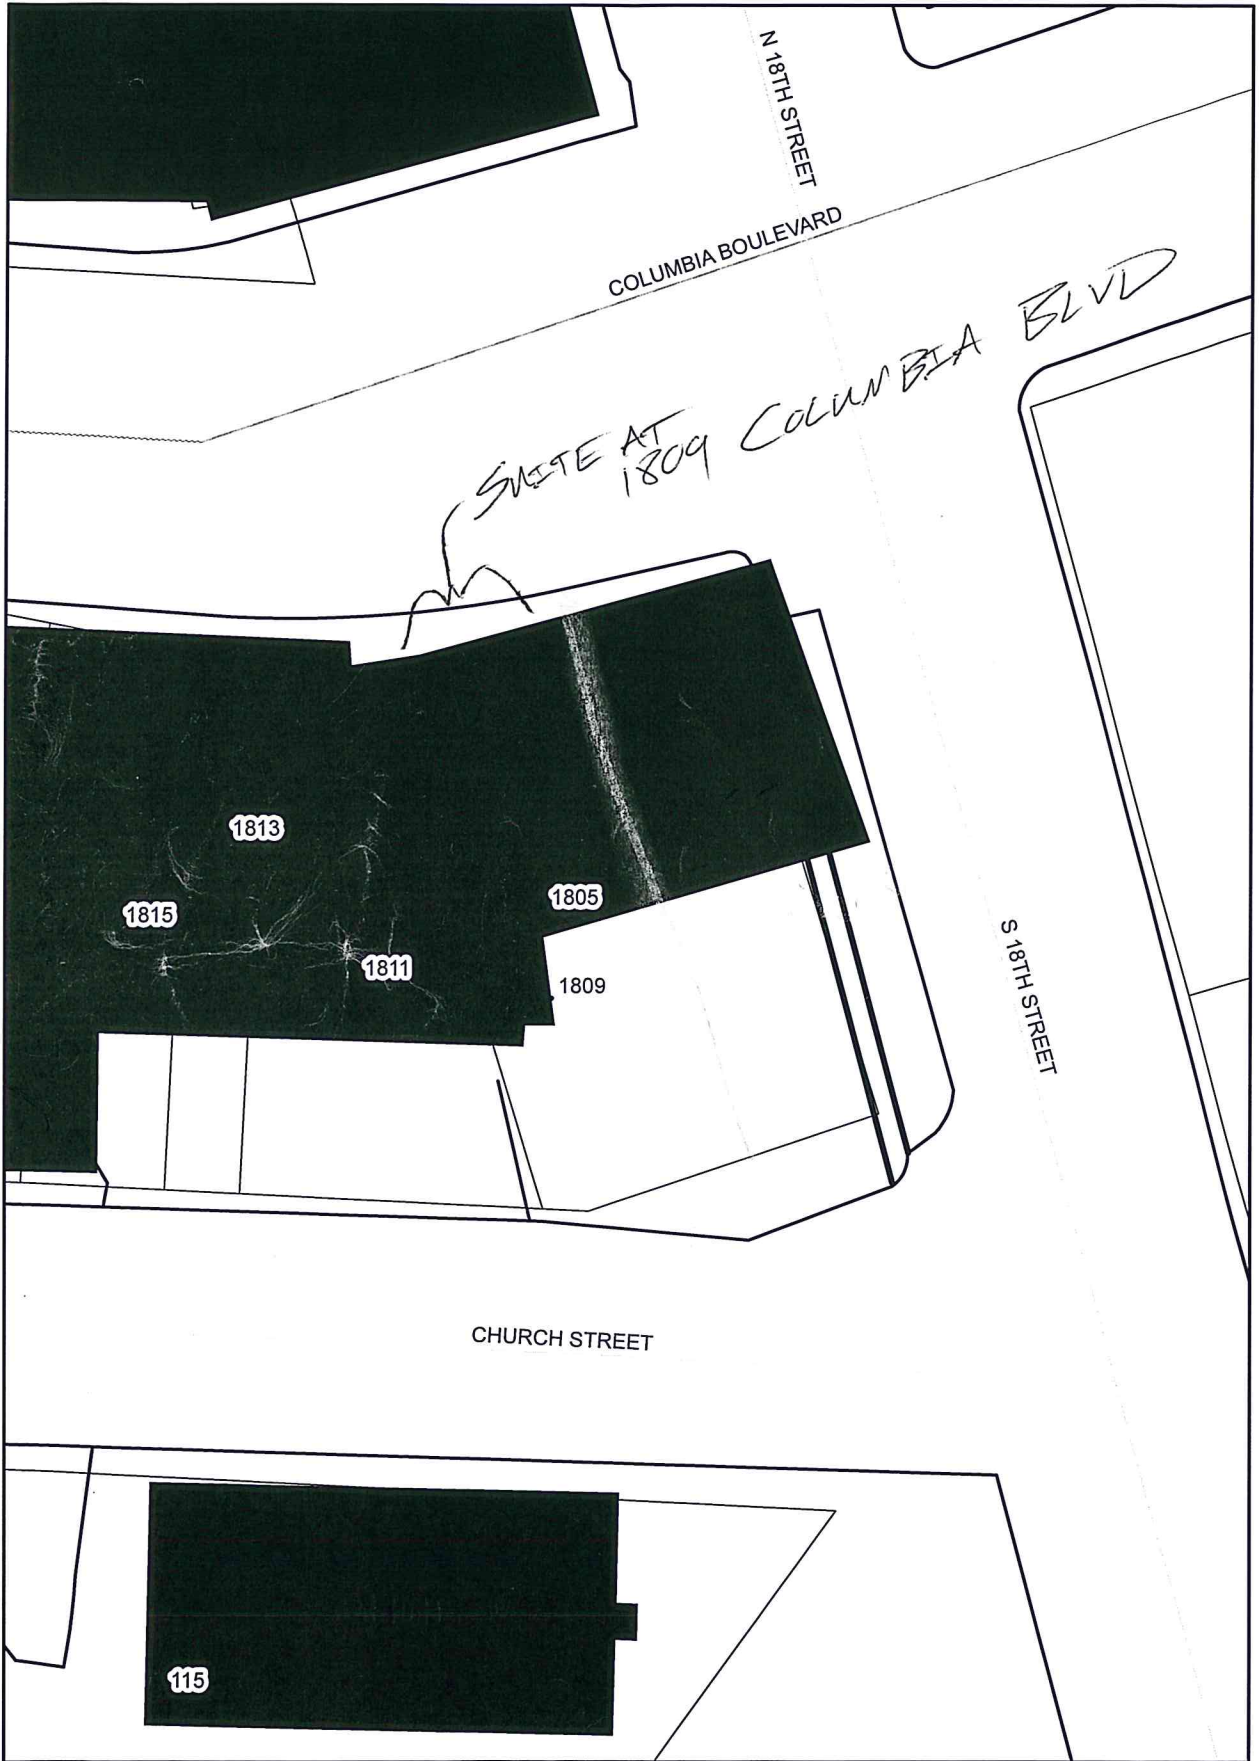 N 18TH STREET
COLUMBIA BOULEVARD
SUITE AT
1809 COLUMBIA BLVD
1813
1815
1805
1811
1809
S 18TH STREET
CHURCH STREET
115